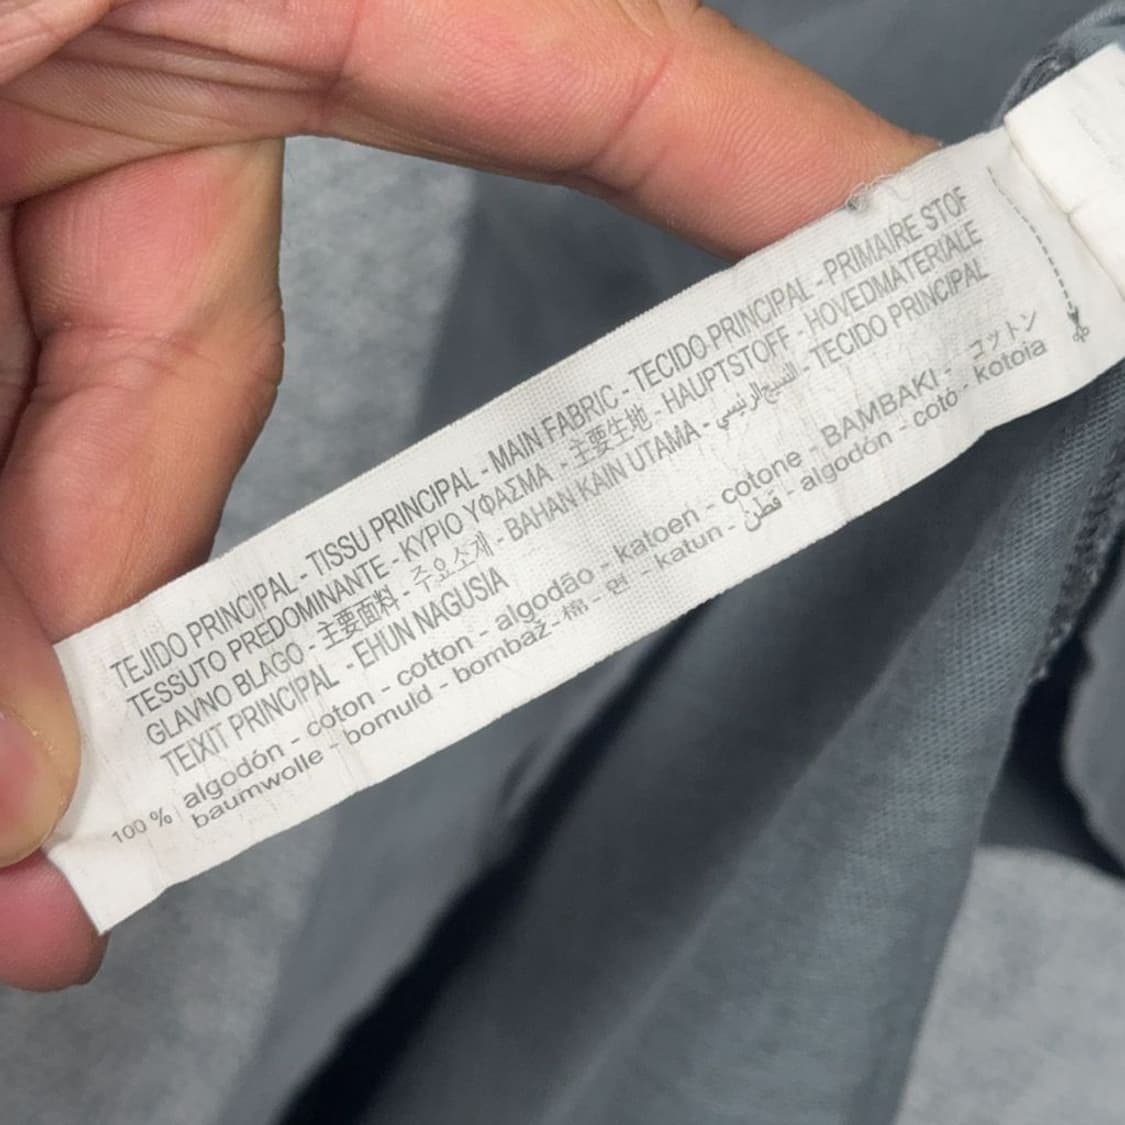 TEJIDO PRINCIPAL - TISSU PRINCIPAL - MAIN FABRIC - TECIDO PRINCIPAL - PRIMAIRE STOF
TESSUTO PREDOMINANTE - ΚΥΡΙΟ ΥΦΑΣΜΑ - 主要生地 - HAUPTSTOFF - HOVEDMATERIALE
GLAVNO BLAGO - 主要面料 - 주요소재 - BAHAN KAIN UTAMA - النسيج الرئيسي - TECIDO PRINCIPAL
TEIXIT PRINCIPAL - EHUN NAGUSIA
100 % algodón - coton - cotton - algodão - katoen - cotone - BAMBAKI - コットン
baumwolle - bomuld - bombaž - 棉 - 면 - katun - قطن - algodón - cotó - kotoia